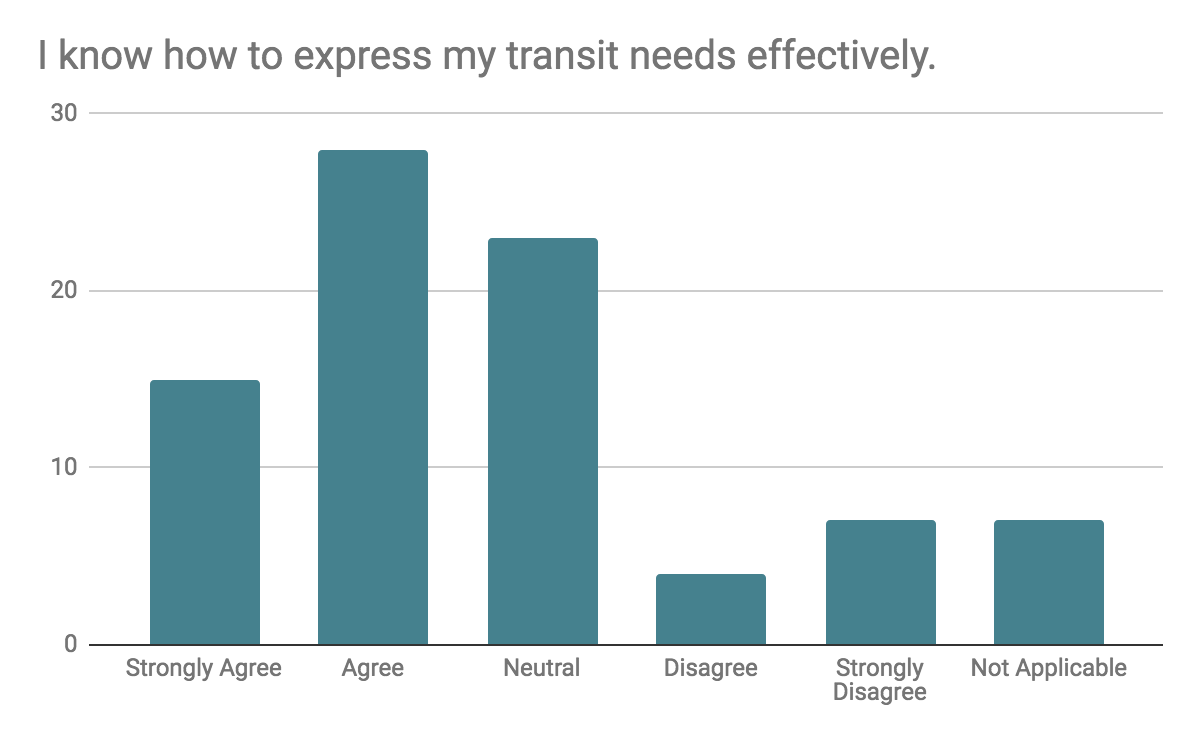 I know how to express my transit needs effectively.
30
20
10
0
Strongly Agree
Agree
Neutral
Disagree
Strongly
Disagree
Not Applicable